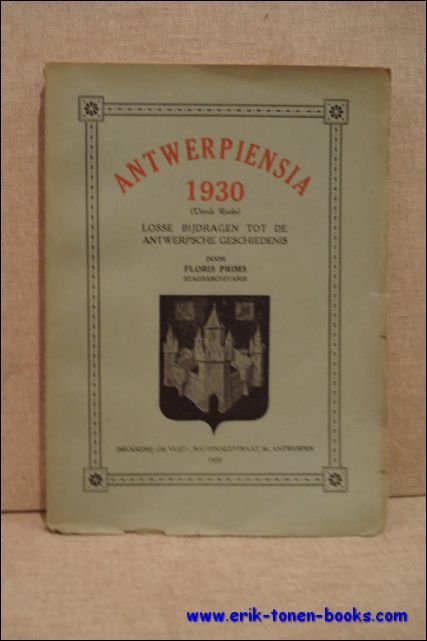 ANTWERPIENSIA
1930
(Vierde Reeks)
LOSSE BIJDRAGEN TOT DE
ANTWERPSCHE GESCHIEDENIS
DOOR
FLORIS PRIMS
STADSARCHIVARIS
DRUKKERIJ «DE VLIJT», NATIONALESTRAAT, ANTWERPEN
1931
www.erik-tonen-books.com